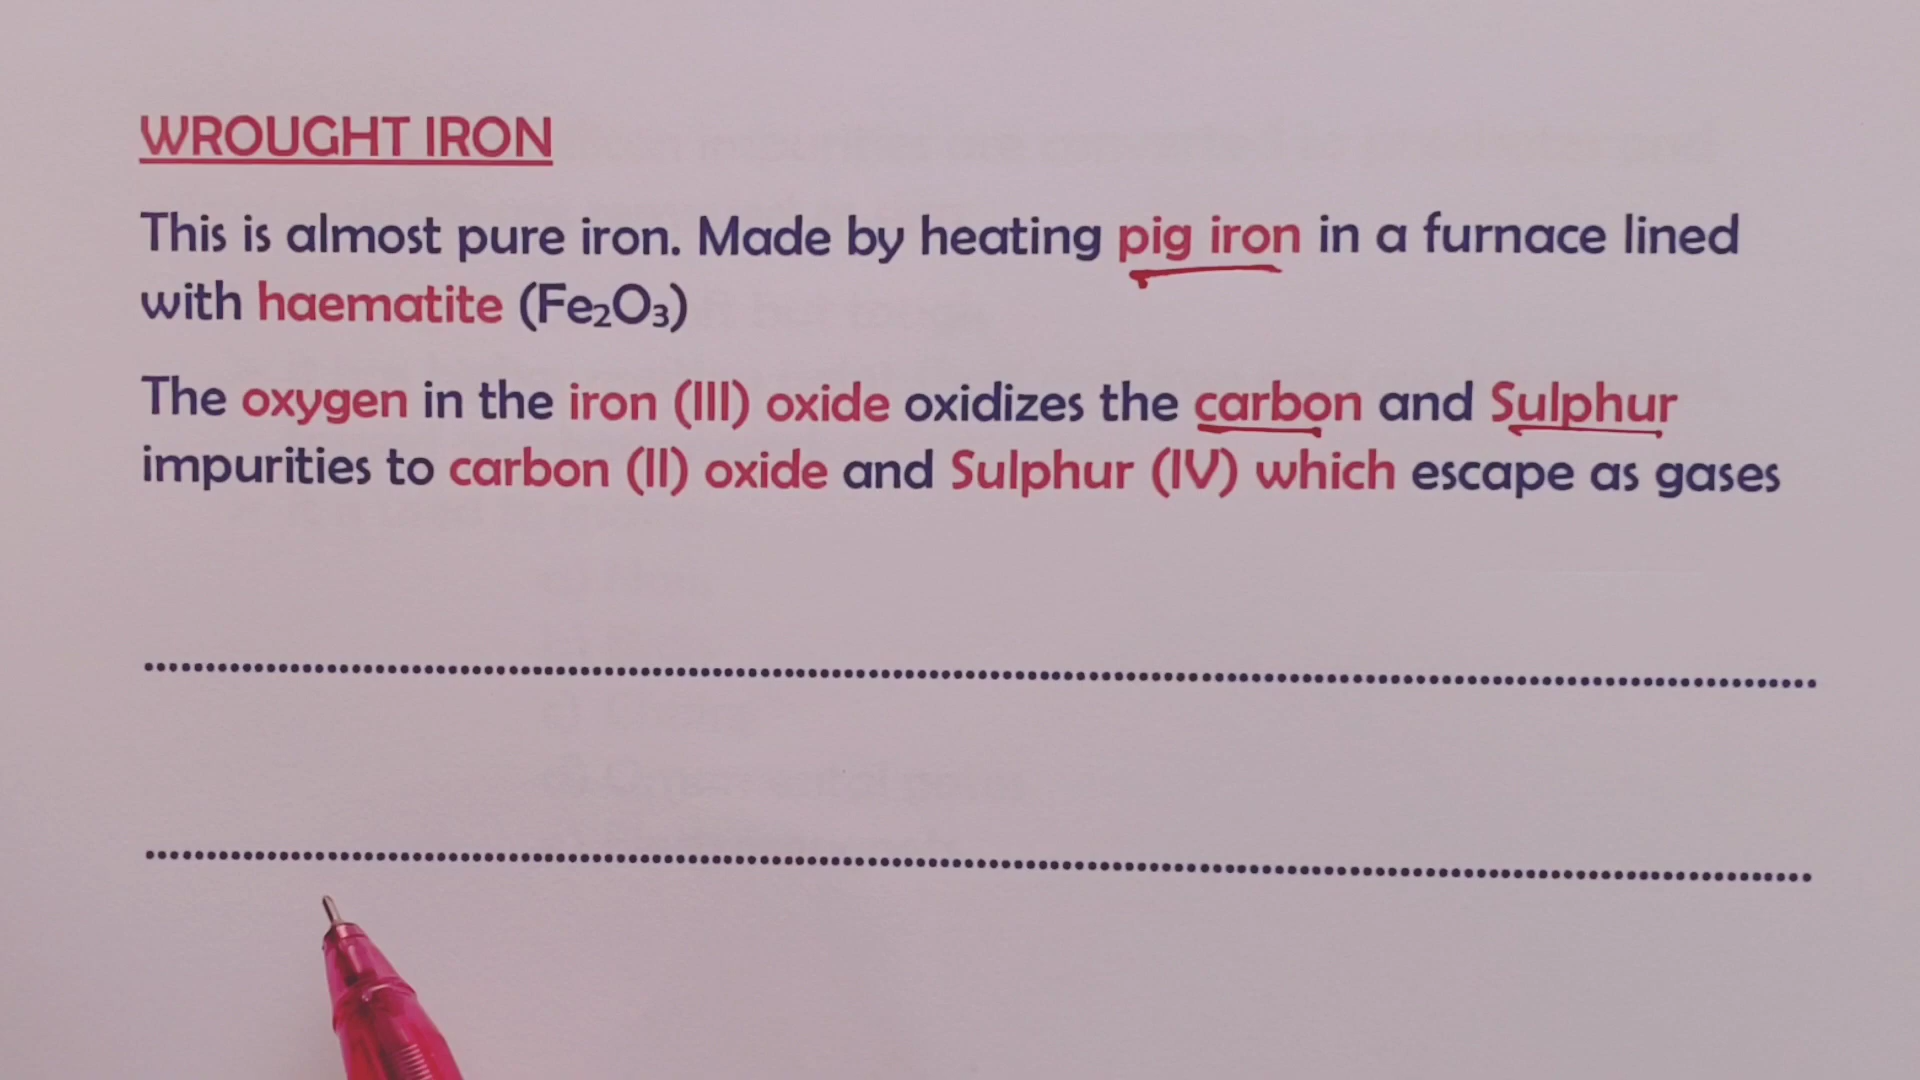 WROUGHT IRON
This is almost pure iron. Made by heating pig iron in a furnace lined
with haematite (Fe₂O₃)
The oxygen in the iron (III) oxide oxidizes the carbon and Sulphur
impurities to carbon (II) oxide and Sulphur (IV) which escape as gases